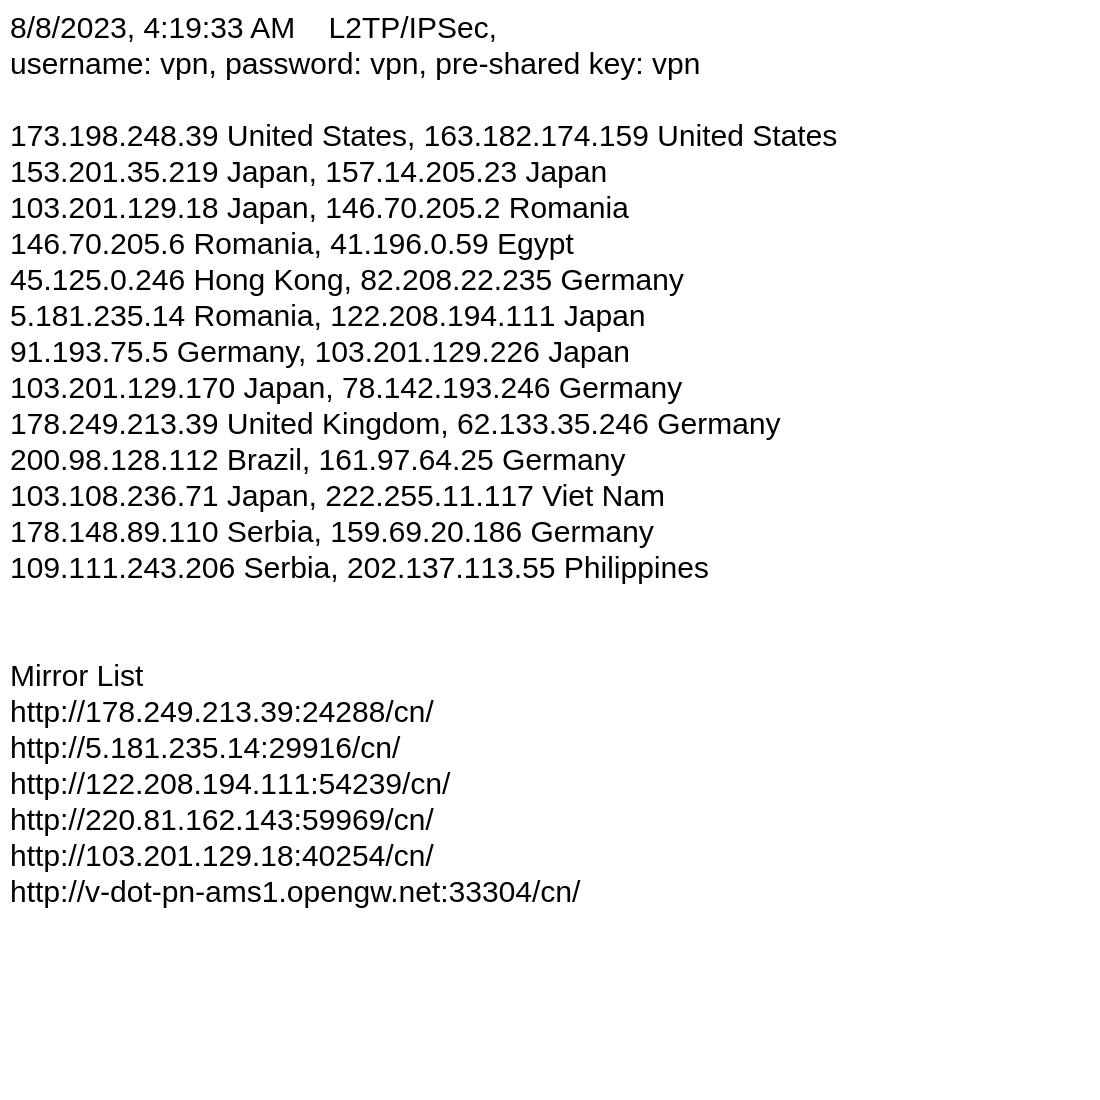 8/8/2023, 4:19:33 AM    L2TP/IPSec,
username: vpn, password: vpn, pre-shared key: vpn
173.198.248.39 United States, 163.182.174.159 United States
153.201.35.219 Japan, 157.14.205.23 Japan
103.201.129.18 Japan, 146.70.205.2 Romania
146.70.205.6 Romania, 41.196.0.59 Egypt
45.125.0.246 Hong Kong, 82.208.22.235 Germany
5.181.235.14 Romania, 122.208.194.111 Japan
91.193.75.5 Germany, 103.201.129.226 Japan
103.201.129.170 Japan, 78.142.193.246 Germany
178.249.213.39 United Kingdom, 62.133.35.246 Germany
200.98.128.112 Brazil, 161.97.64.25 Germany
103.108.236.71 Japan, 222.255.11.117 Viet Nam
178.148.89.110 Serbia, 159.69.20.186 Germany
109.111.243.206 Serbia, 202.137.113.55 Philippines
Mirror List
http://178.249.213.39:24288/cn/
http://5.181.235.14:29916/cn/
http://122.208.194.111:54239/cn/
http://220.81.162.143:59969/cn/
http://103.201.129.18:40254/cn/
http://v-dot-pn-ams1.opengw.net:33304/cn/